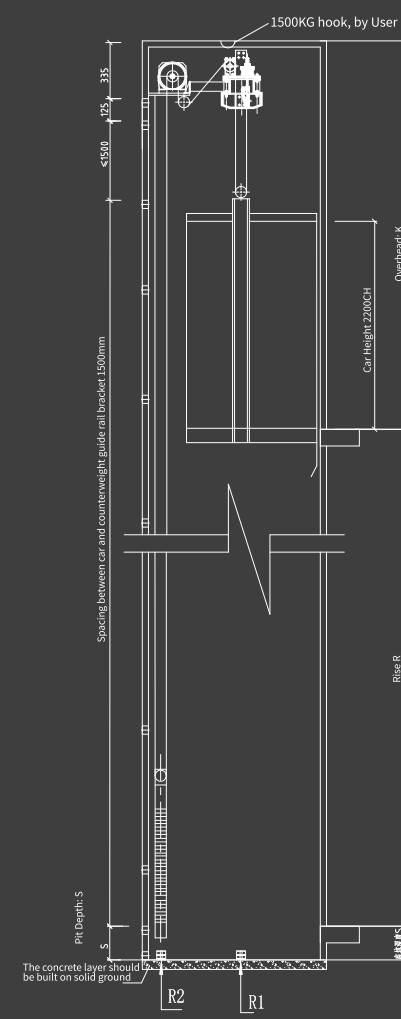 1500KG hook, by User
335
125
≤1500
Overhead: K
Car Height 2200CH
Spacing between car and counterweight guide rail bracket 1500mm
Rise R
Pit Depth: S
S
The concrete layer should
be built on solid ground
R2
R1